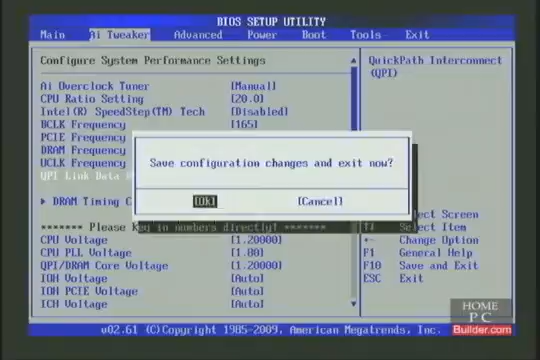 BIOS SETUP UTILITY
Main Ai Tweaker Advanced Power Boot Tools Exit
Configure System Performance Settings
QuickPath Interconnect
(QPI)
Ai Overclock Tuner [Manual]
CPU Ratio Setting [20.0]
Intel(R) SpeedStep(TM) Tech [Disabled]
BCLK Frequency [165]
PCIE Frequency
DRAM Frequency
UCLK Frequency
QPI Link Data
Save configuration changes and exit now?
[Ok] [Cancel]
DRAM Timing
******* Please key in numbers directly! *******
CPU Voltage [1.20000]
CPU PLL Voltage [1.80]
QPI/DRAM Core Voltage [1.20000]
IOH Voltage [Auto]
IOH PCIE Voltage [Auto]
ICH Voltage [Auto]
Screen
↑↓ Select Item
+- Change Option
F1 General Help
F10 Save and Exit
ESC Exit
HOME
PC
Builder.com
v02.61 (C)Copyright 1985-2009, American Megatrends, Inc.